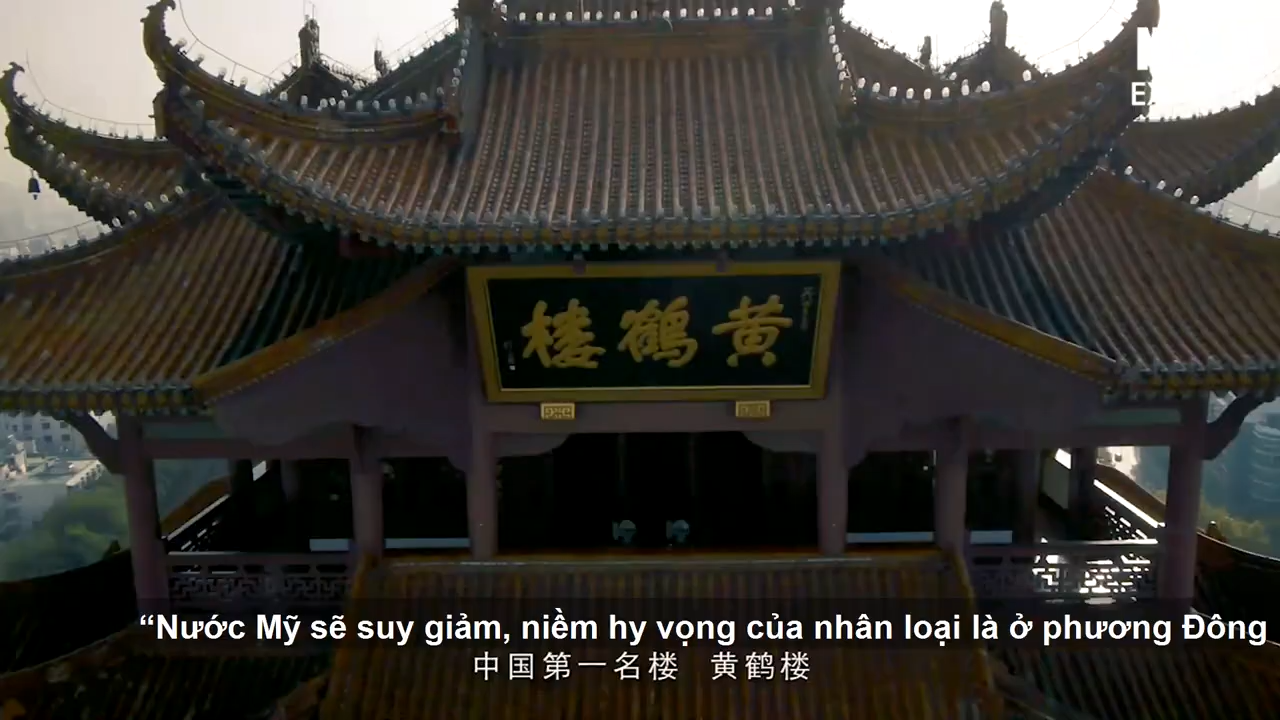 黄鶴楼
“Nước Mỹ sẽ suy giảm, niềm hy vọng của nhân loại là ở phương Đông
中国第一名楼 黄鹤楼